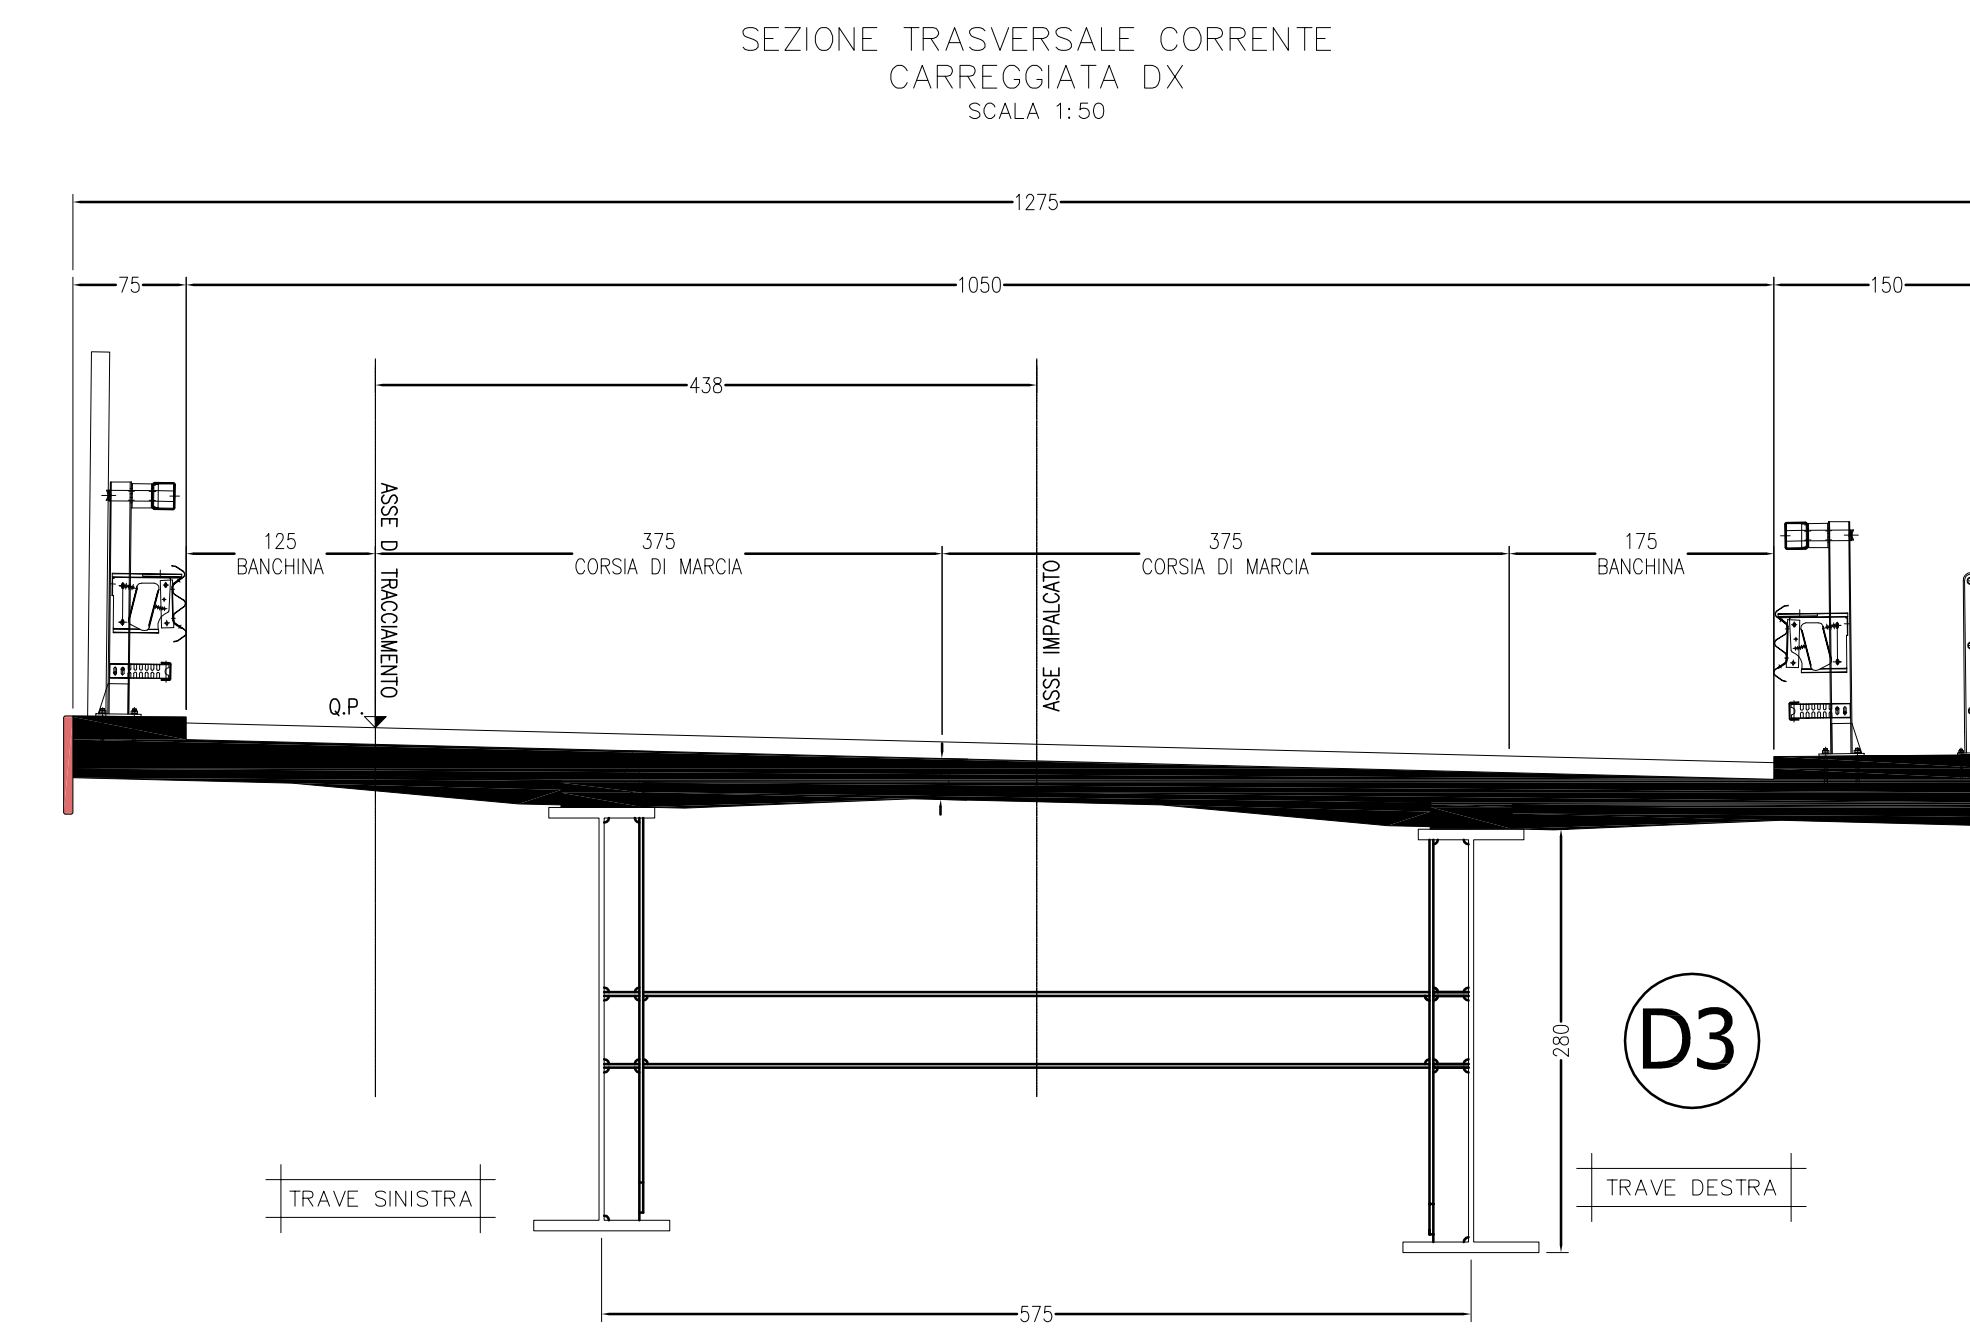 SEZIONE TRASVERSALE CORRENTE
CARREGGIATA DX
SCALA 1:50
1275
75
1050
150
438
125
BANCHINA
375
CORSIA DI MARCIA
375
CORSIA DI MARCIA
175
BANCHINA
ASSE DI TRACCIAMENTO
ASSE IMPALCATO
Q.P.
280
D3
TRAVE SINISTRA
TRAVE DESTRA
575